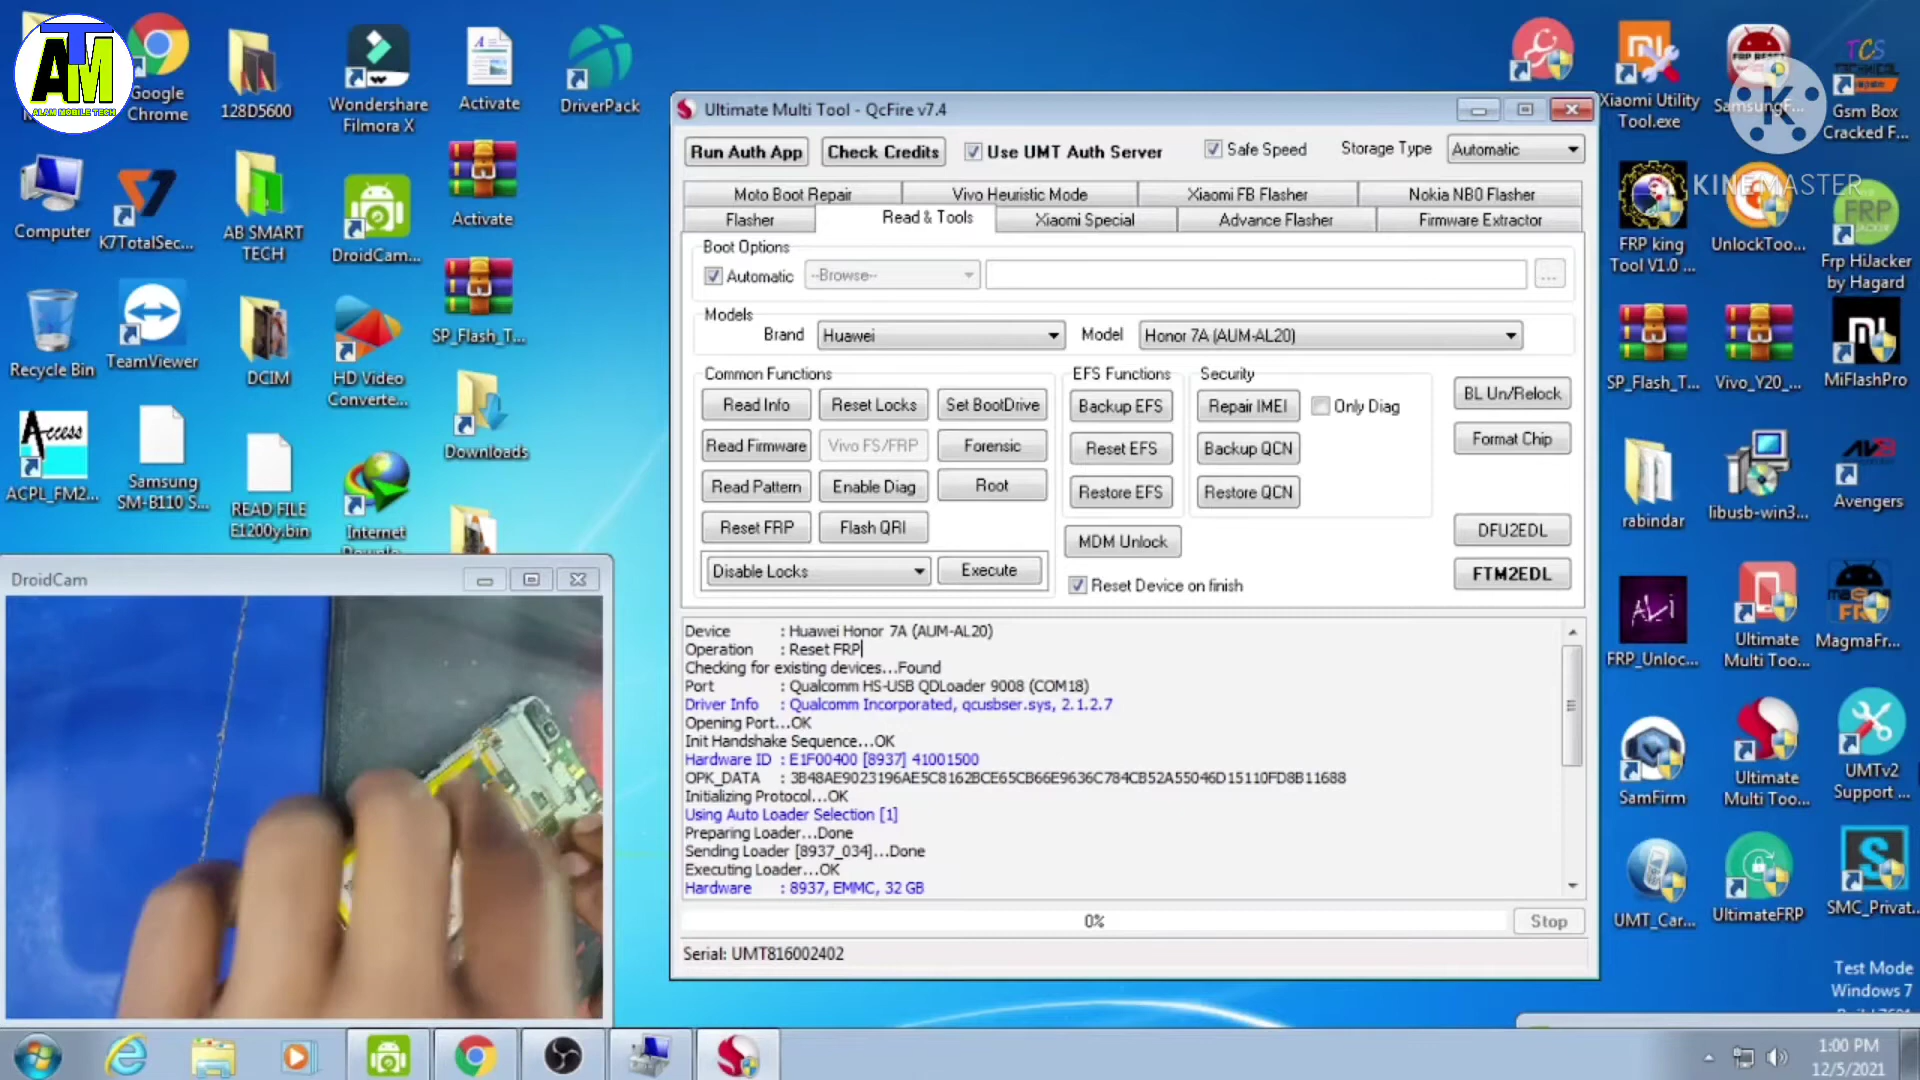 ATM
ALAM MOBILE TECH
Google
Chrome
128D5600
Wondershare
Filmora X
Activate
DriverPack
Computer
K7TotalSec...
AB SMART
TECH
DroidCam...
Activate
Recycle Bin
TeamViewer
DCIM
HD Video
Converte...
SP_Flash_T...
Access
ACPL_FM2...
Samsung
SM-B110 S...
READ FILE
E1200y.bin
Internet
Downloads
DroidCam
Ultimate Multi Tool - QcFire v7.4
Run Auth App
Check Credits
Use UMT Auth Server
Safe Speed
Storage Type
Automatic
Moto Boot Repair
Vivo Heuristic Mode
Xiaomi FB Flasher
Nokia NB0 Flasher
Flasher
Read & Tools
Xiaomi Special
Advance Flasher
Firmware Extractor
Boot Options
Automatic
--Browse--
...
Models
Brand
Huawei
Model
Honor 7A (AUM-AL20)
Common Functions
EFS Functions
Security
Read Info
Reset Locks
Set BootDrive
Backup EFS
Repair IMEI
Only Diag
BL Un/Relock
Read Firmware
Vivo FS/FRP
Forensic
Reset EFS
Backup QCN
Format Chip
Read Pattern
Enable Diag
Root
Restore EFS
Restore QCN
Reset FRP
Flash QRI
MDM Unlock
DFU2EDL
Disable Locks
Execute
Reset Device on finish
FTM2EDL
Device : Huawei Honor 7A (AUM-AL20)
Operation : Reset FRP
Checking for existing devices...Found
Port : Qualcomm HS-USB QDLoader 9008 (COM18)
Driver Info : Qualcomm Incorporated, qcusbser.sys, 2.1.2.7
Opening Port...OK
Init Handshake Sequence...OK
Hardware ID : E1F00400 [8937] 41001500
OPK_DATA : 3B48AE9023196AE5C8162BCE65CB66E9636C784CB52A55046D15110FD8B11688
Initializing Protocol...OK
Using Auto Loader Selection [1]
Preparing Loader...Done
Sending Loader [8937_034]...Done
Executing Loader...OK
Hardware : 8937, EMMC, 32 GB
0%
Stop
Serial: UMT816002402
Xiaomi Utility
Tool.exe
FRP RESET
SamsungF...
TCS
TECHNICAL
Gsm Box
Cracked F...
K
KINEMASTER
FRP king
Tool V1.0 ...
UnlockToo...
FRP
Frp HiJacker
by Hagard
SP_Flash_T...
Vivo_Y20_...
MiFlashPro
rabindar
libusb-win3...
Avengers
FRP_Unloc...
Ultimate
Multi Too...
MagmaFr...
SamFirm
Ultimate
Multi Too...
UMTv2
Support ...
UMT_Car...
UltimateFRP
SMC_Privat...
Test Mode
Windows 7
1:00 PM
12/5/2021